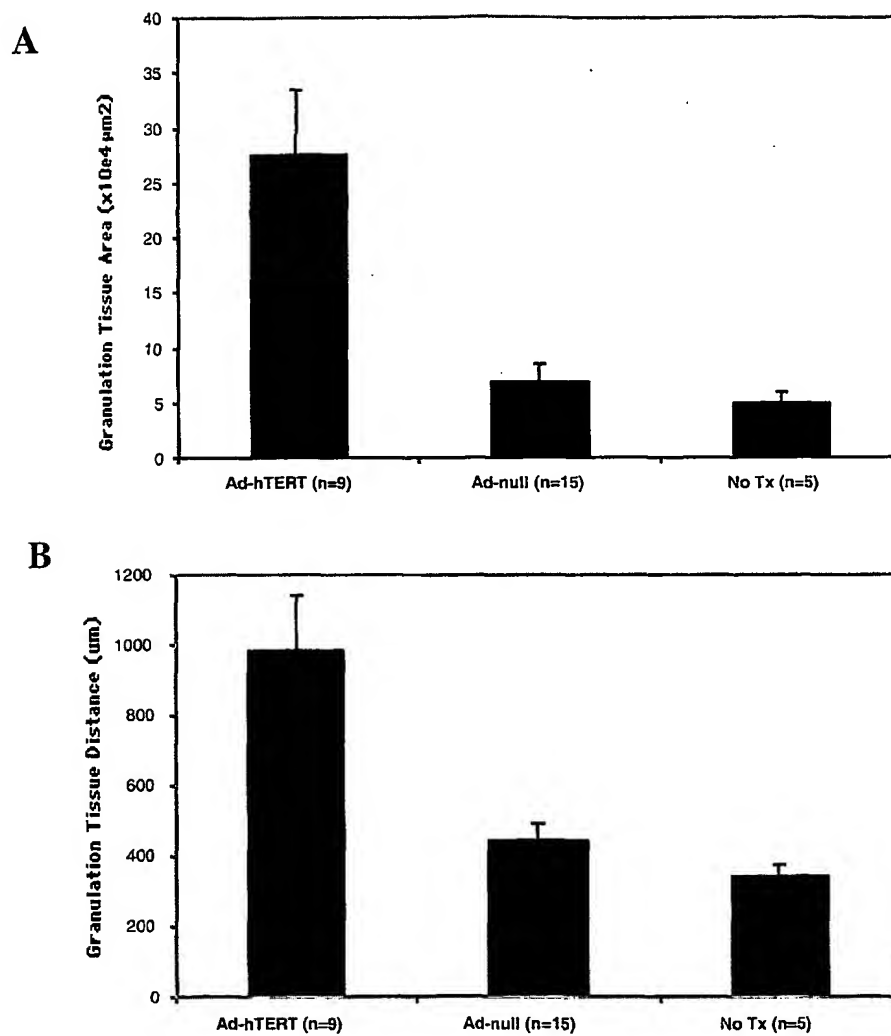 A
Granulation Tissue Area (x10e4 µm2)
40
35
30
25
20
15
10
5
0
Ad-hTERT (n=9) Ad-null (n=15) No Tx (n=5)
B
Granulation Tissue Distance (um)
1200
1000
800
600
400
200
0
Ad-hTERT (n=9) Ad-null (n=15) No Tx (n=5)